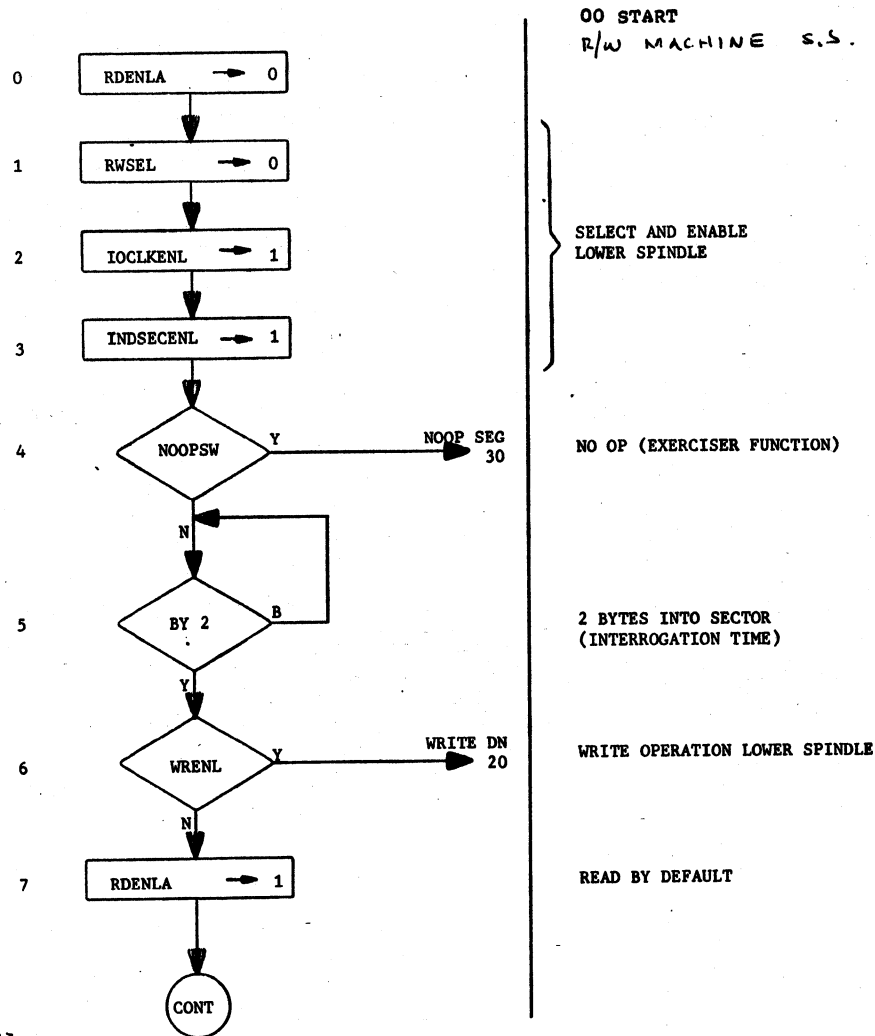 00 START
R/W MACHINE S.S.
0 RDENLA → 0
1 RWSEL → 0
2 IOCLKENL → 1
SELECT AND ENABLE
LOWER SPINDLE
3 INDSECENL → 1
4 NOOPSW Y NOOP SEG
30
NO OP (EXERCISER FUNCTION)
N
5 BY 2 B
2 BYTES INTO SECTOR
(INTERROGATION TIME)
Y
6 WRENL Y WRITE DN
20
WRITE OPERATION LOWER SPINDLE
N
7 RDENLA → 1
READ BY DEFAULT
CONT